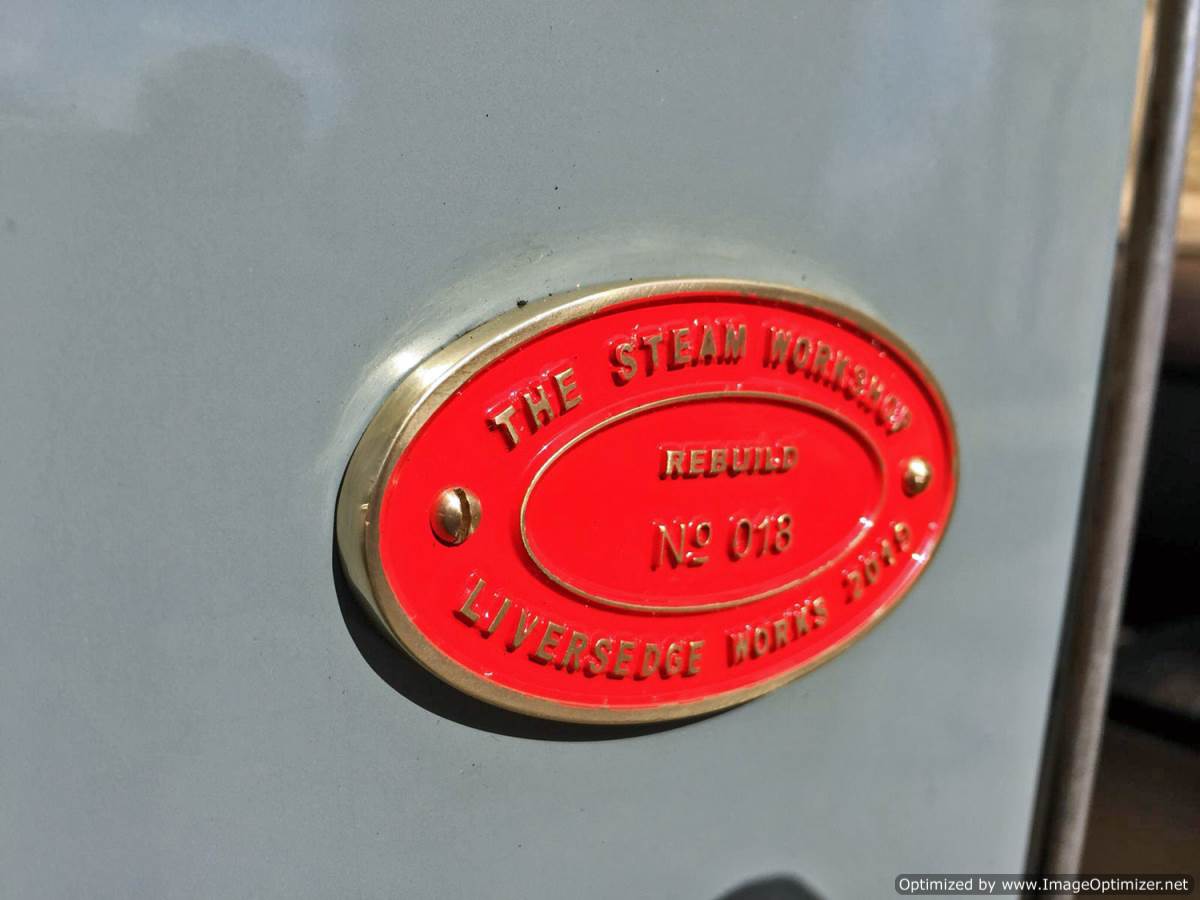 THE STEAM WORKSHOP
REBUILD
Nº 018
LIVERSEDGE WORKS 2019
Optimized by www.ImageOptimizer.net